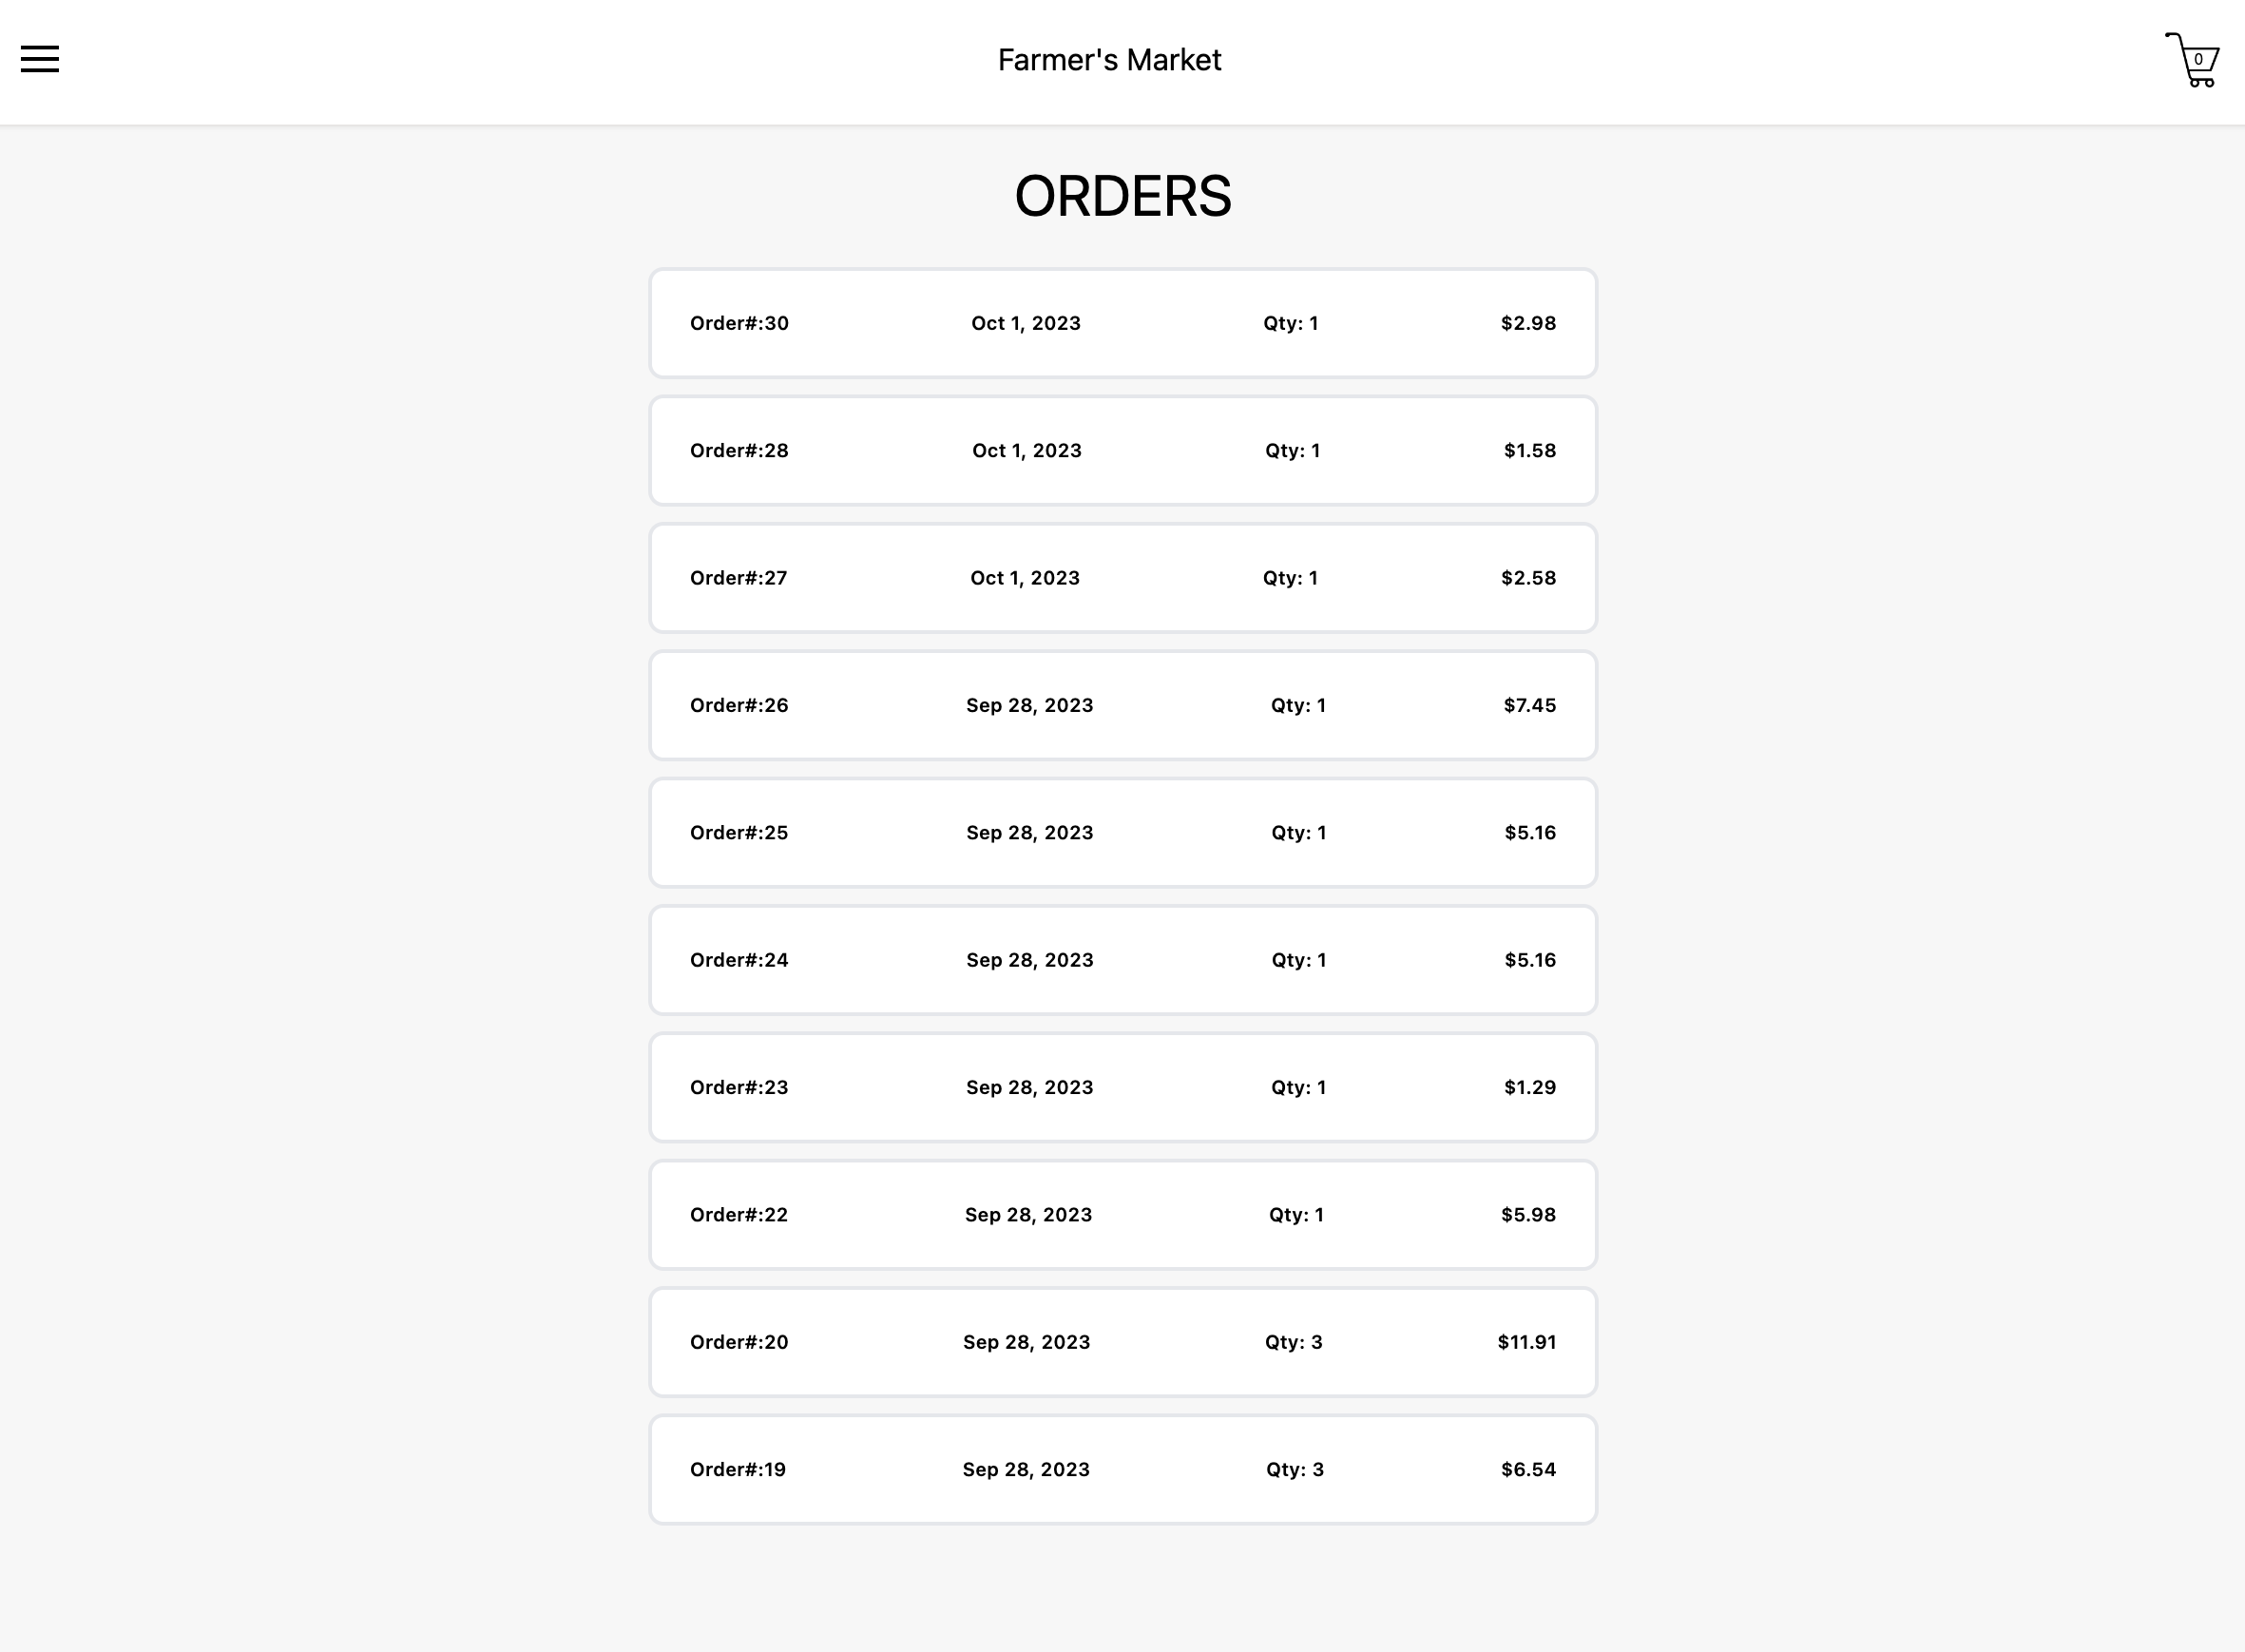 Farmer's Market
0
ORDERS
Order#:30 Oct 1, 2023 Qty: 1 $2.98
Order#:28 Oct 1, 2023 Qty: 1 $1.58
Order#:27 Oct 1, 2023 Qty: 1 $2.58
Order#:26 Sep 28, 2023 Qty: 1 $7.45
Order#:25 Sep 28, 2023 Qty: 1 $5.16
Order#:24 Sep 28, 2023 Qty: 1 $5.16
Order#:23 Sep 28, 2023 Qty: 1 $1.29
Order#:22 Sep 28, 2023 Qty: 1 $5.98
Order#:20 Sep 28, 2023 Qty: 3 $11.91
Order#:19 Sep 28, 2023 Qty: 3 $6.54